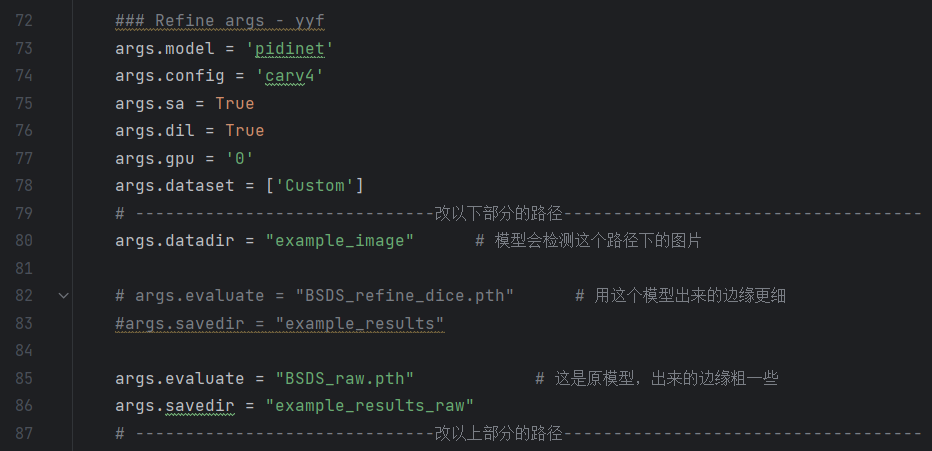 72 ### Refine args - yyf
73 args.model = 'pidinet'
74 args.config = 'carv4'
75 args.sa = True
76 args.dil = True
77 args.gpu = '0'
78 args.dataset = ['Custom']
79 # ------------------------------改以下部分的路径------------------------------------
80 args.datadir = "example_image" # 模型会检测这个路径下的图片
81
82 # args.evaluate = "BSDS_refine_dice.pth" # 用这个模型出来的边缘更细
83 #args.savedir = "example_results"
84
85 args.evaluate = "BSDS_raw.pth" # 这是原模型，出来的边缘粗一些
86 args.savedir = "example_results_raw"
87 # ------------------------------改以上部分的路径------------------------------------